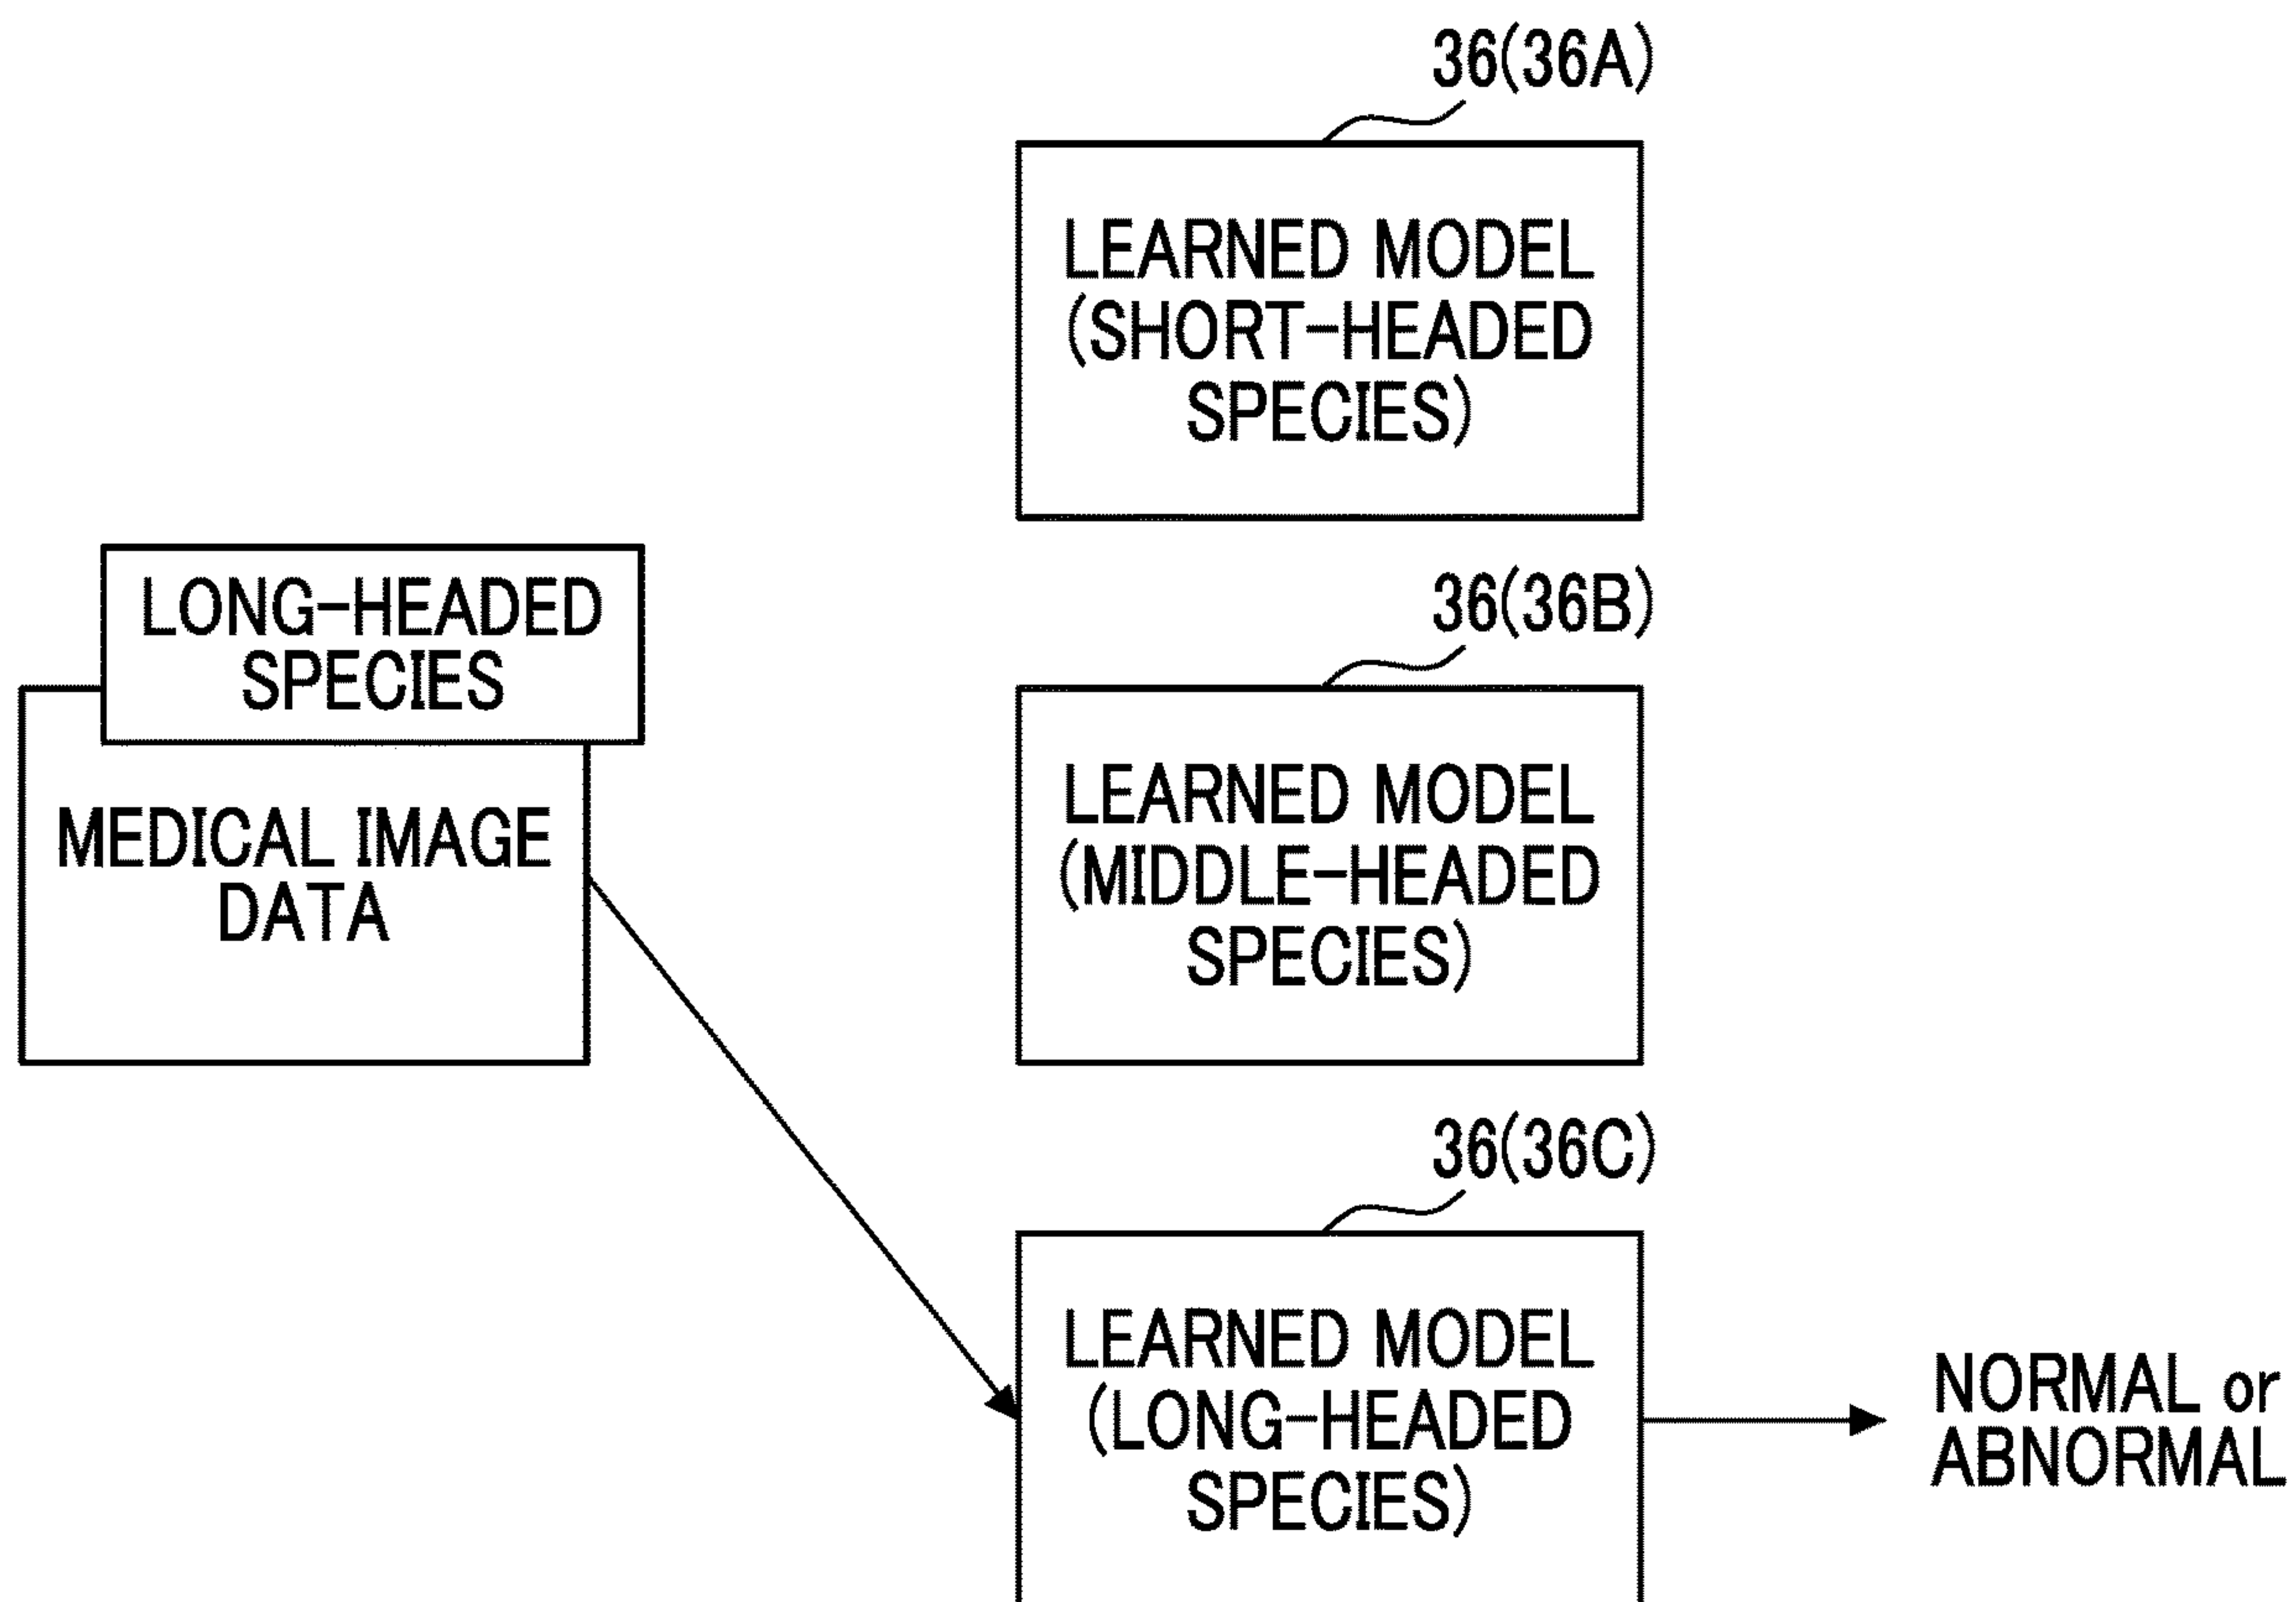 36(36A)
LEARNED MODEL
(SHORT-HEADED
SPECIES)
LONG-HEADED
SPECIES
MEDICAL IMAGE
DATA
36(36B)
LEARNED MODEL
(MIDDLE-HEADED
SPECIES)
36(36C)
LEARNED MODEL
(LONG-HEADED
SPECIES)
NORMAL or
ABNORMAL